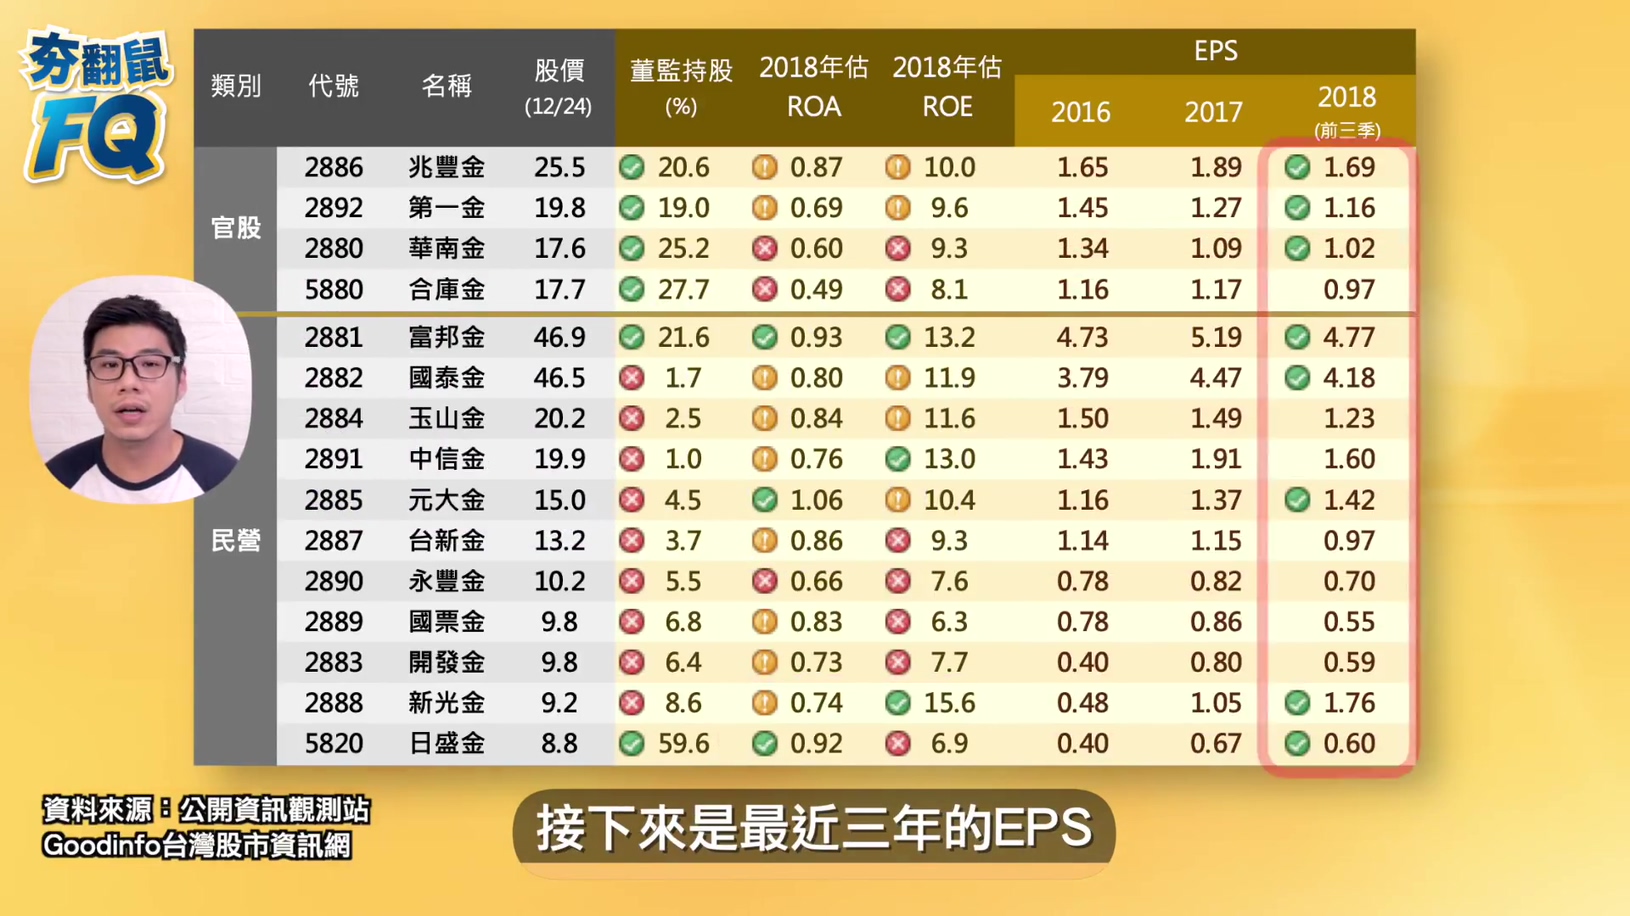 夯翻鼠
FQ
類別 代號 名稱 股價 (12/24) 董監持股 (%) 2018年估 ROA 2018年估 ROE EPS 2016 2017 2018 (前三季)
官股
2886 兆豐金 25.5 20.6 0.87 10.0 1.65 1.89 1.69
2892 第一金 19.8 19.0 0.69 9.6 1.45 1.27 1.16
2880 華南金 17.6 25.2 0.60 9.3 1.34 1.09 1.02
5880 合庫金 17.7 27.7 0.49 8.1 1.16 1.17 0.97
民營
2881 富邦金 46.9 21.6 0.93 13.2 4.73 5.19 4.77
2882 國泰金 46.5 1.7 0.80 11.9 3.79 4.47 4.18
2884 玉山金 20.2 2.5 0.84 11.6 1.50 1.49 1.23
2891 中信金 19.9 1.0 0.76 13.0 1.43 1.91 1.60
2885 元大金 15.0 4.5 1.06 10.4 1.16 1.37 1.42
2887 台新金 13.2 3.7 0.86 9.3 1.14 1.15 0.97
2890 永豐金 10.2 5.5 0.66 7.6 0.78 0.82 0.70
2889 國票金 9.8 6.8 0.83 6.3 0.78 0.86 0.55
2883 開發金 9.8 6.4 0.73 7.7 0.40 0.80 0.59
2888 新光金 9.2 8.6 0.74 15.6 0.48 1.05 1.76
5820 日盛金 8.8 59.6 0.92 6.9 0.40 0.67 0.60
資料來源：公開資訊觀測站
Goodinfo台灣股市資訊網
接下來是最近三年的EPS